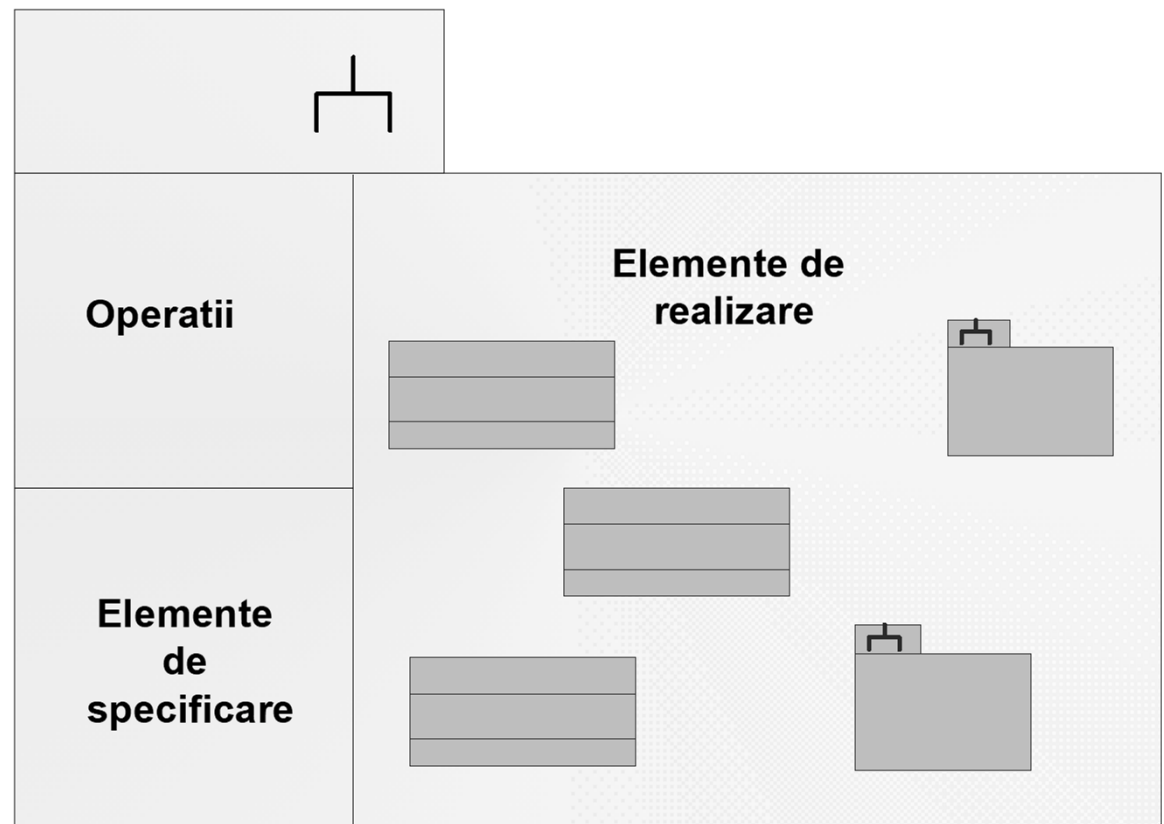 Operatii
Elemente de
realizare
Elemente
de
specificare